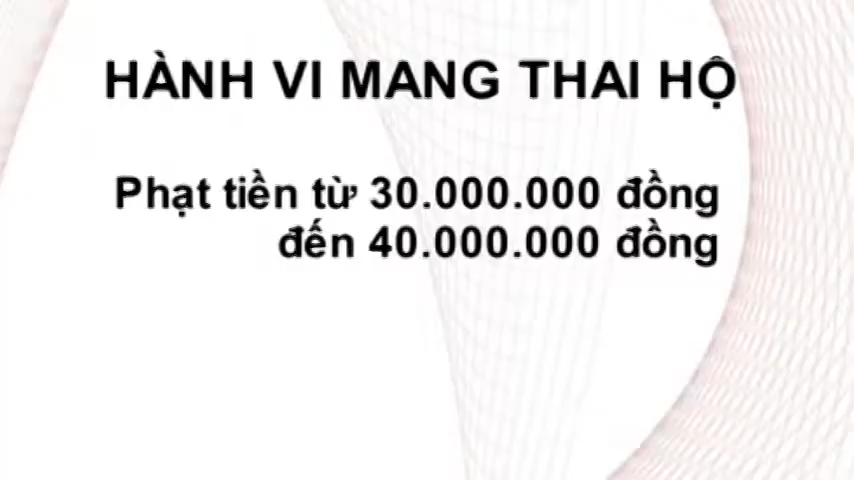 HÀNH VI MANG THAI HỘ
Phạt tiền từ 30.000.000 đồng
đến 40.000.000 đồng